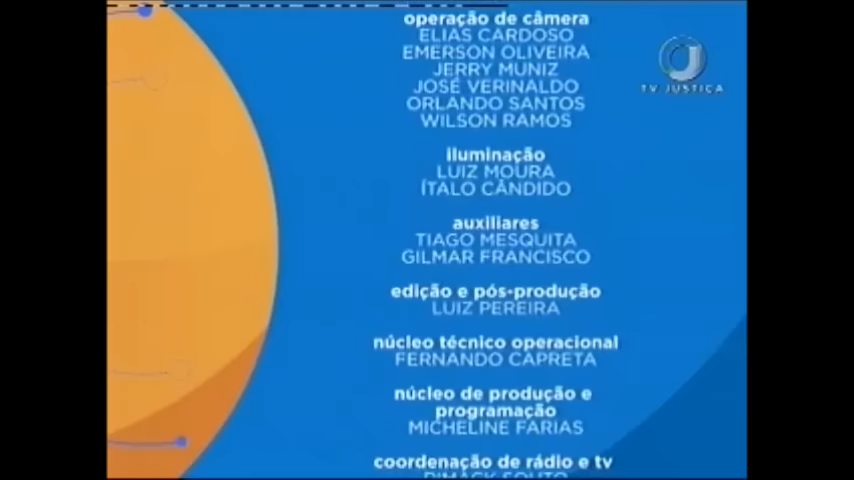 operação de câmera
ELIAS CARDOSO
EMERSON OLIVEIRA
JERRY MUNIZ
JOSÉ VERINALDO
ORLANDO SANTOS
WILSON RAMOS
TV JUSTIÇA
iluminação
LUIZ MOURA
ÍTALO CÂNDIDO
auxiliares
TIAGO MESQUITA
GILMAR FRANCISCO
edição e pós-produção
LUIZ PEREIRA
núcleo técnico operacional
FERNANDO CAPRETA
núcleo de produção e
programação
MICHELINE FARIAS
coordenação de rádio e tv